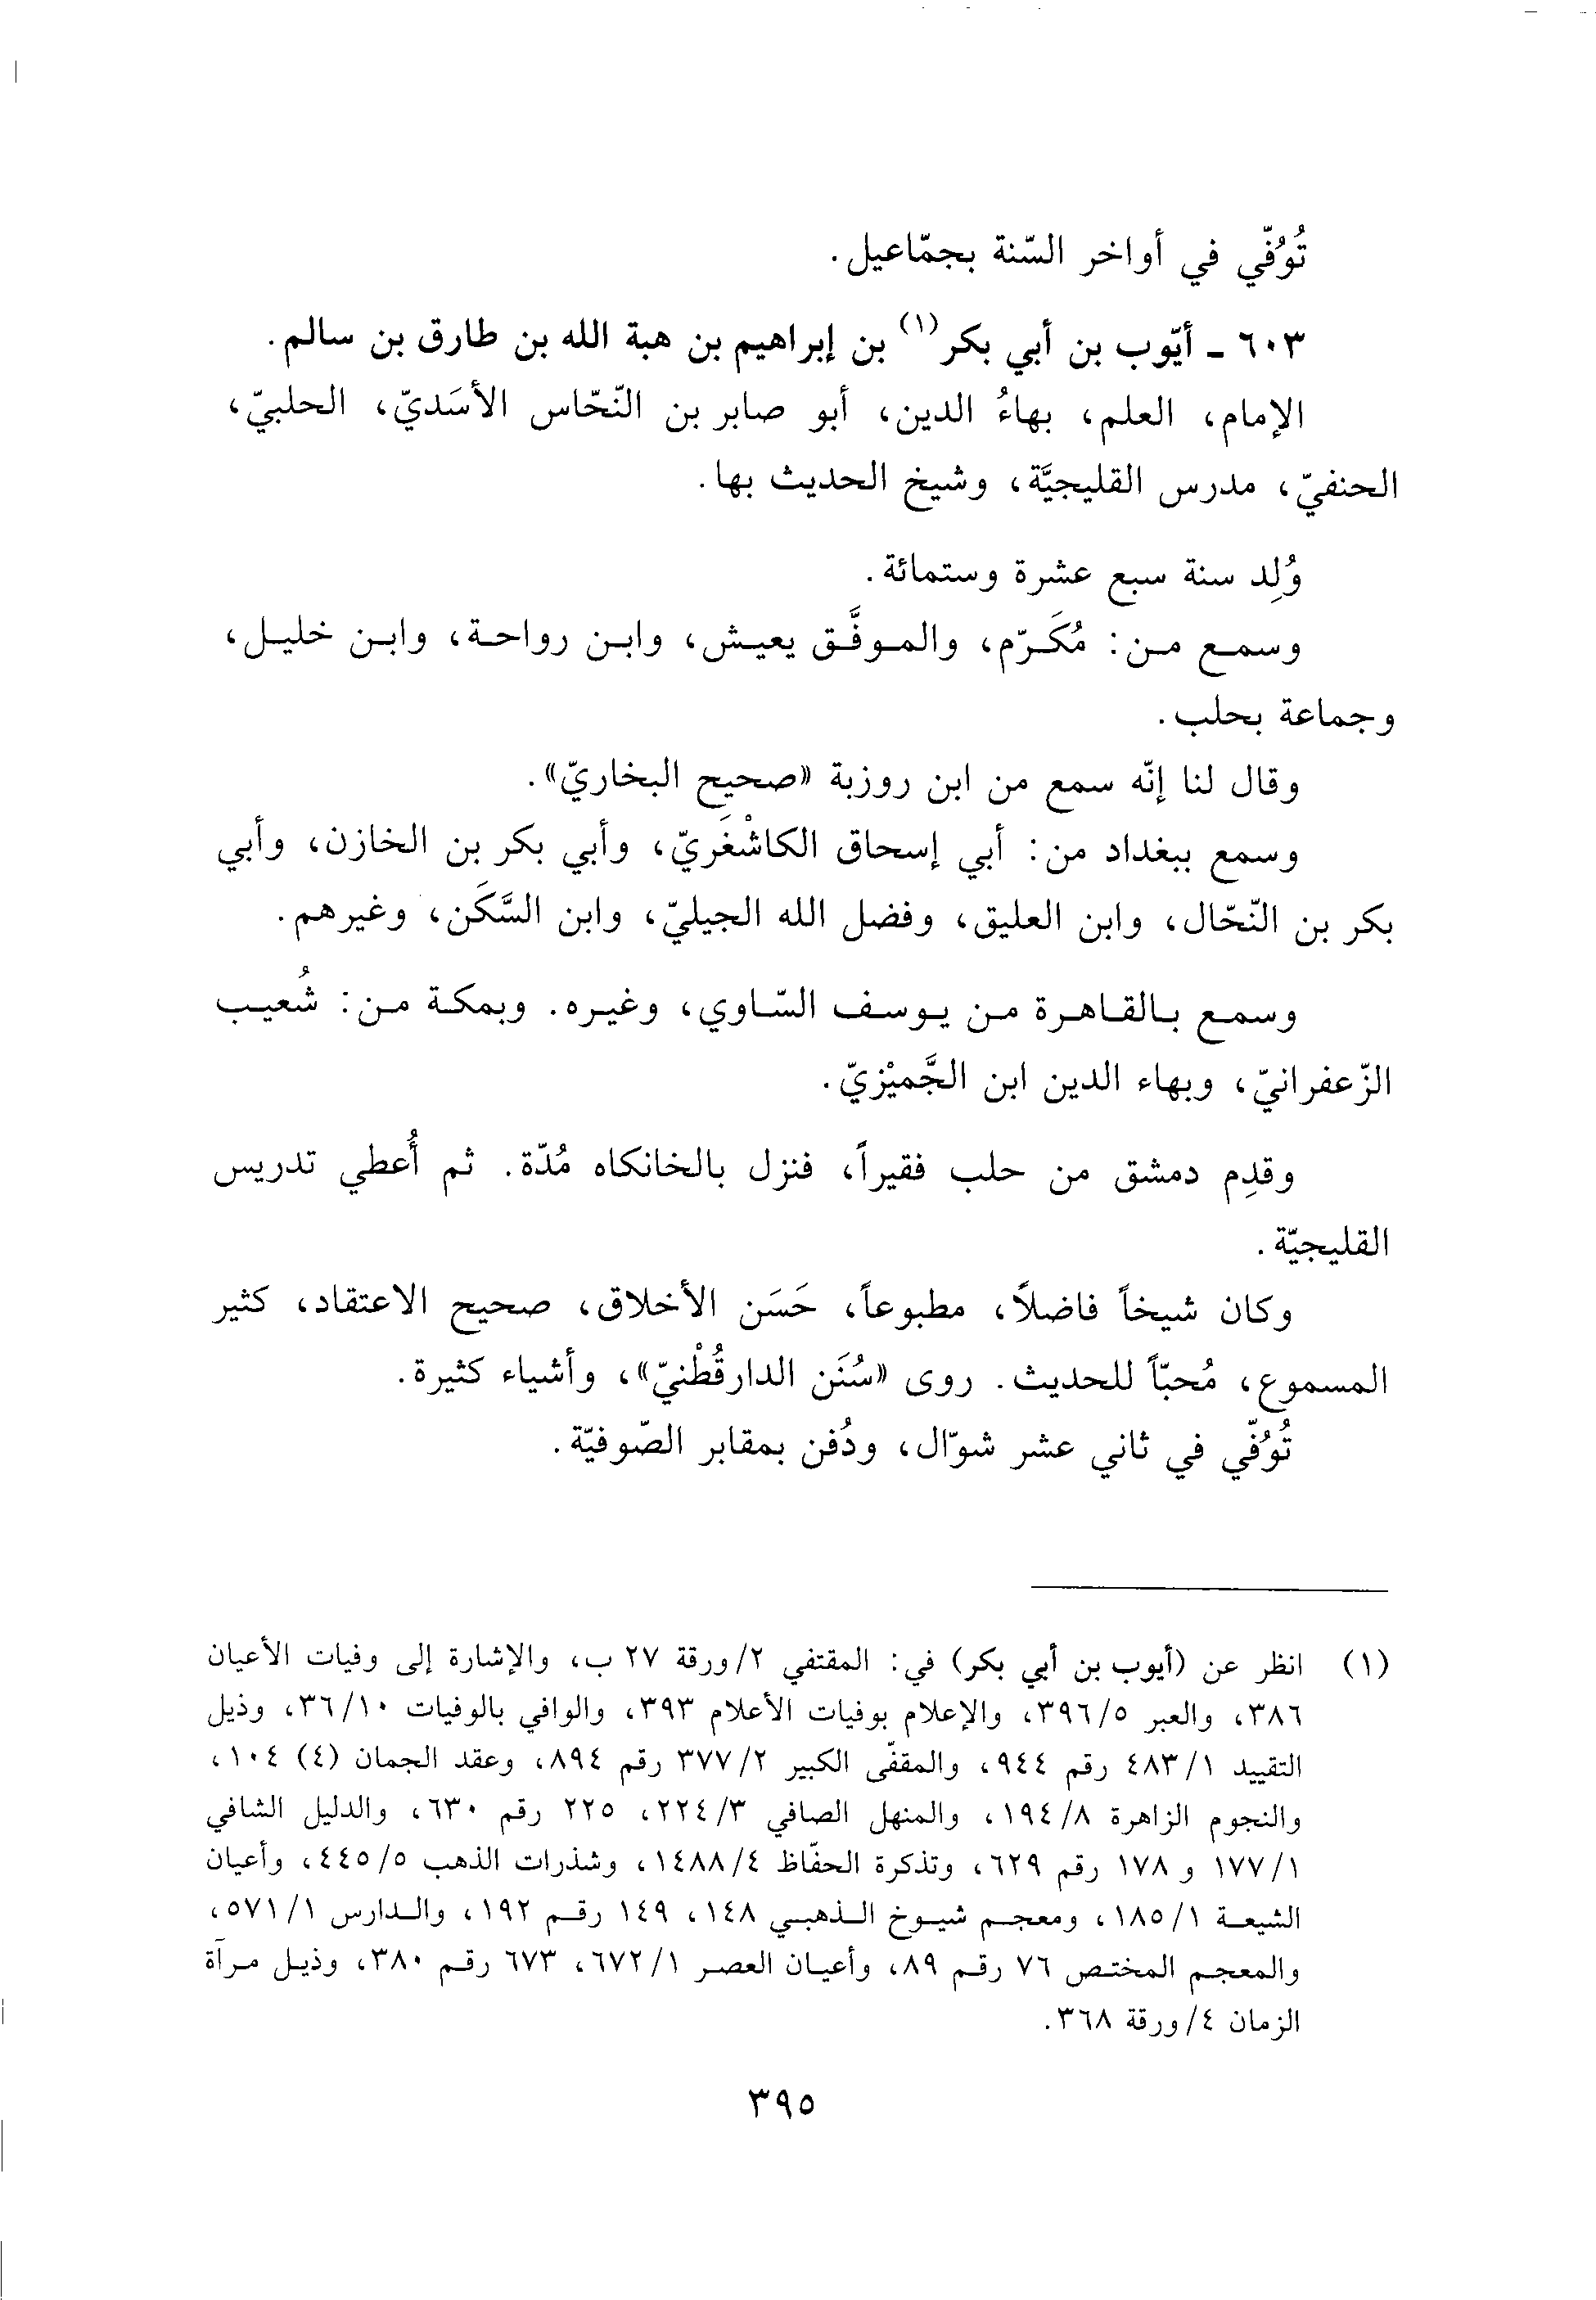 تُوُفّي في أواخر السّنة بجمّاعيل.
٦٠٣ - أيّوب بن أبي بكر(١) بن إبراهيم بن هبة الله بن طارق بن سالم.
الإمام، العلم، بهاءُ الدين، أبو صابر بن النّحّاس الأسَديّ، الحلبيّ،
الحنفيّ، مدرس القليجيَّة، وشيخ الحديث بها.
وُلِد سنة سبع عشرة وستمائة.
وسمع من: مُكَرّم، والموفَّق يعيش، وابن رواحة، وابن خليل،
وجماعة بحلب.
وقال لنا إنّه سمع من ابن روزبة «صحيح البخاريّ».
وسمع ببغداد من: أبي إسحاق الكاشْغَريّ، وأبي بكر بن الخازن، وأبي
بكر بن النّحّال، وابن العليق، وفضل الله الجيليّ، وابن السَّكَن، وغيرهم.
وسمع بالقاهرة من يوسف السّاوي، وغيره. وبمكة من: شُعيب
الزّعفرانيّ، وبهاء الدين ابن الجَّميْزيّ.
وقدِم دمشق من حلب فقيراً، فنزل بالخانكاه مُدّة. ثم أُعطي تدريس
القليجيّة.
وكان شيخاً فاضلاً، مطبوعاً، حَسَن الأخلاق، صحيح الاعتقاد، كثير
المسموع، مُحبّاً للحديث. روى «سُنَن الدارقُطْنيّ»، وأشياء كثيرة.
تُوُفّي في ثاني عشر شوّال، ودُفن بمقابر الصّوفيّة.
(١) انظر عن (أيوب بن أبي بكر) في: المقتفي ٢/ورقة ٢٧ ب، والإشارة إلى وفيات الأعيان
٣٨٦، والعبر ٣٩٦/٥، والإعلام بوفيات الأعلام ٣٩٣، والوافي بالوفيات ٣٦/١٠، وذيل
التقييد ٤٨٣/١ رقم ٩٤٤، والمقفّى الكبير ٣٧٧/٢ رقم ٨٩٤، وعقد الجمان (٤) ١٠٤،
والنجوم الزاهرة ١٩٤/٨، والمنهل الصافي ٢٢٤/٣، ٢٢٥ رقم ٦٣٠، والدليل الشافي
١٧٧/١ و ١٧٨ رقم ٦٢٩، وتذكرة الحفّاظ ١٤٨٨/٤، وشذرات الذهب ٤٤٥/٥، وأعيان
الشيعة ١٨٥/١، ومعجم شيوخ الذهبي ١٤٨، ١٤٩ رقم ١٩٢، والدارس ٥٧١/١،
والمعجم المختص ٧٦ رقم ٨٩، وأعيان العصر ٦٧٢/١، ٦٧٣ رقم ٣٨٠، وذيل مرآة
الزمان ٤/ورقة ٣٦٨.
٣٩٥